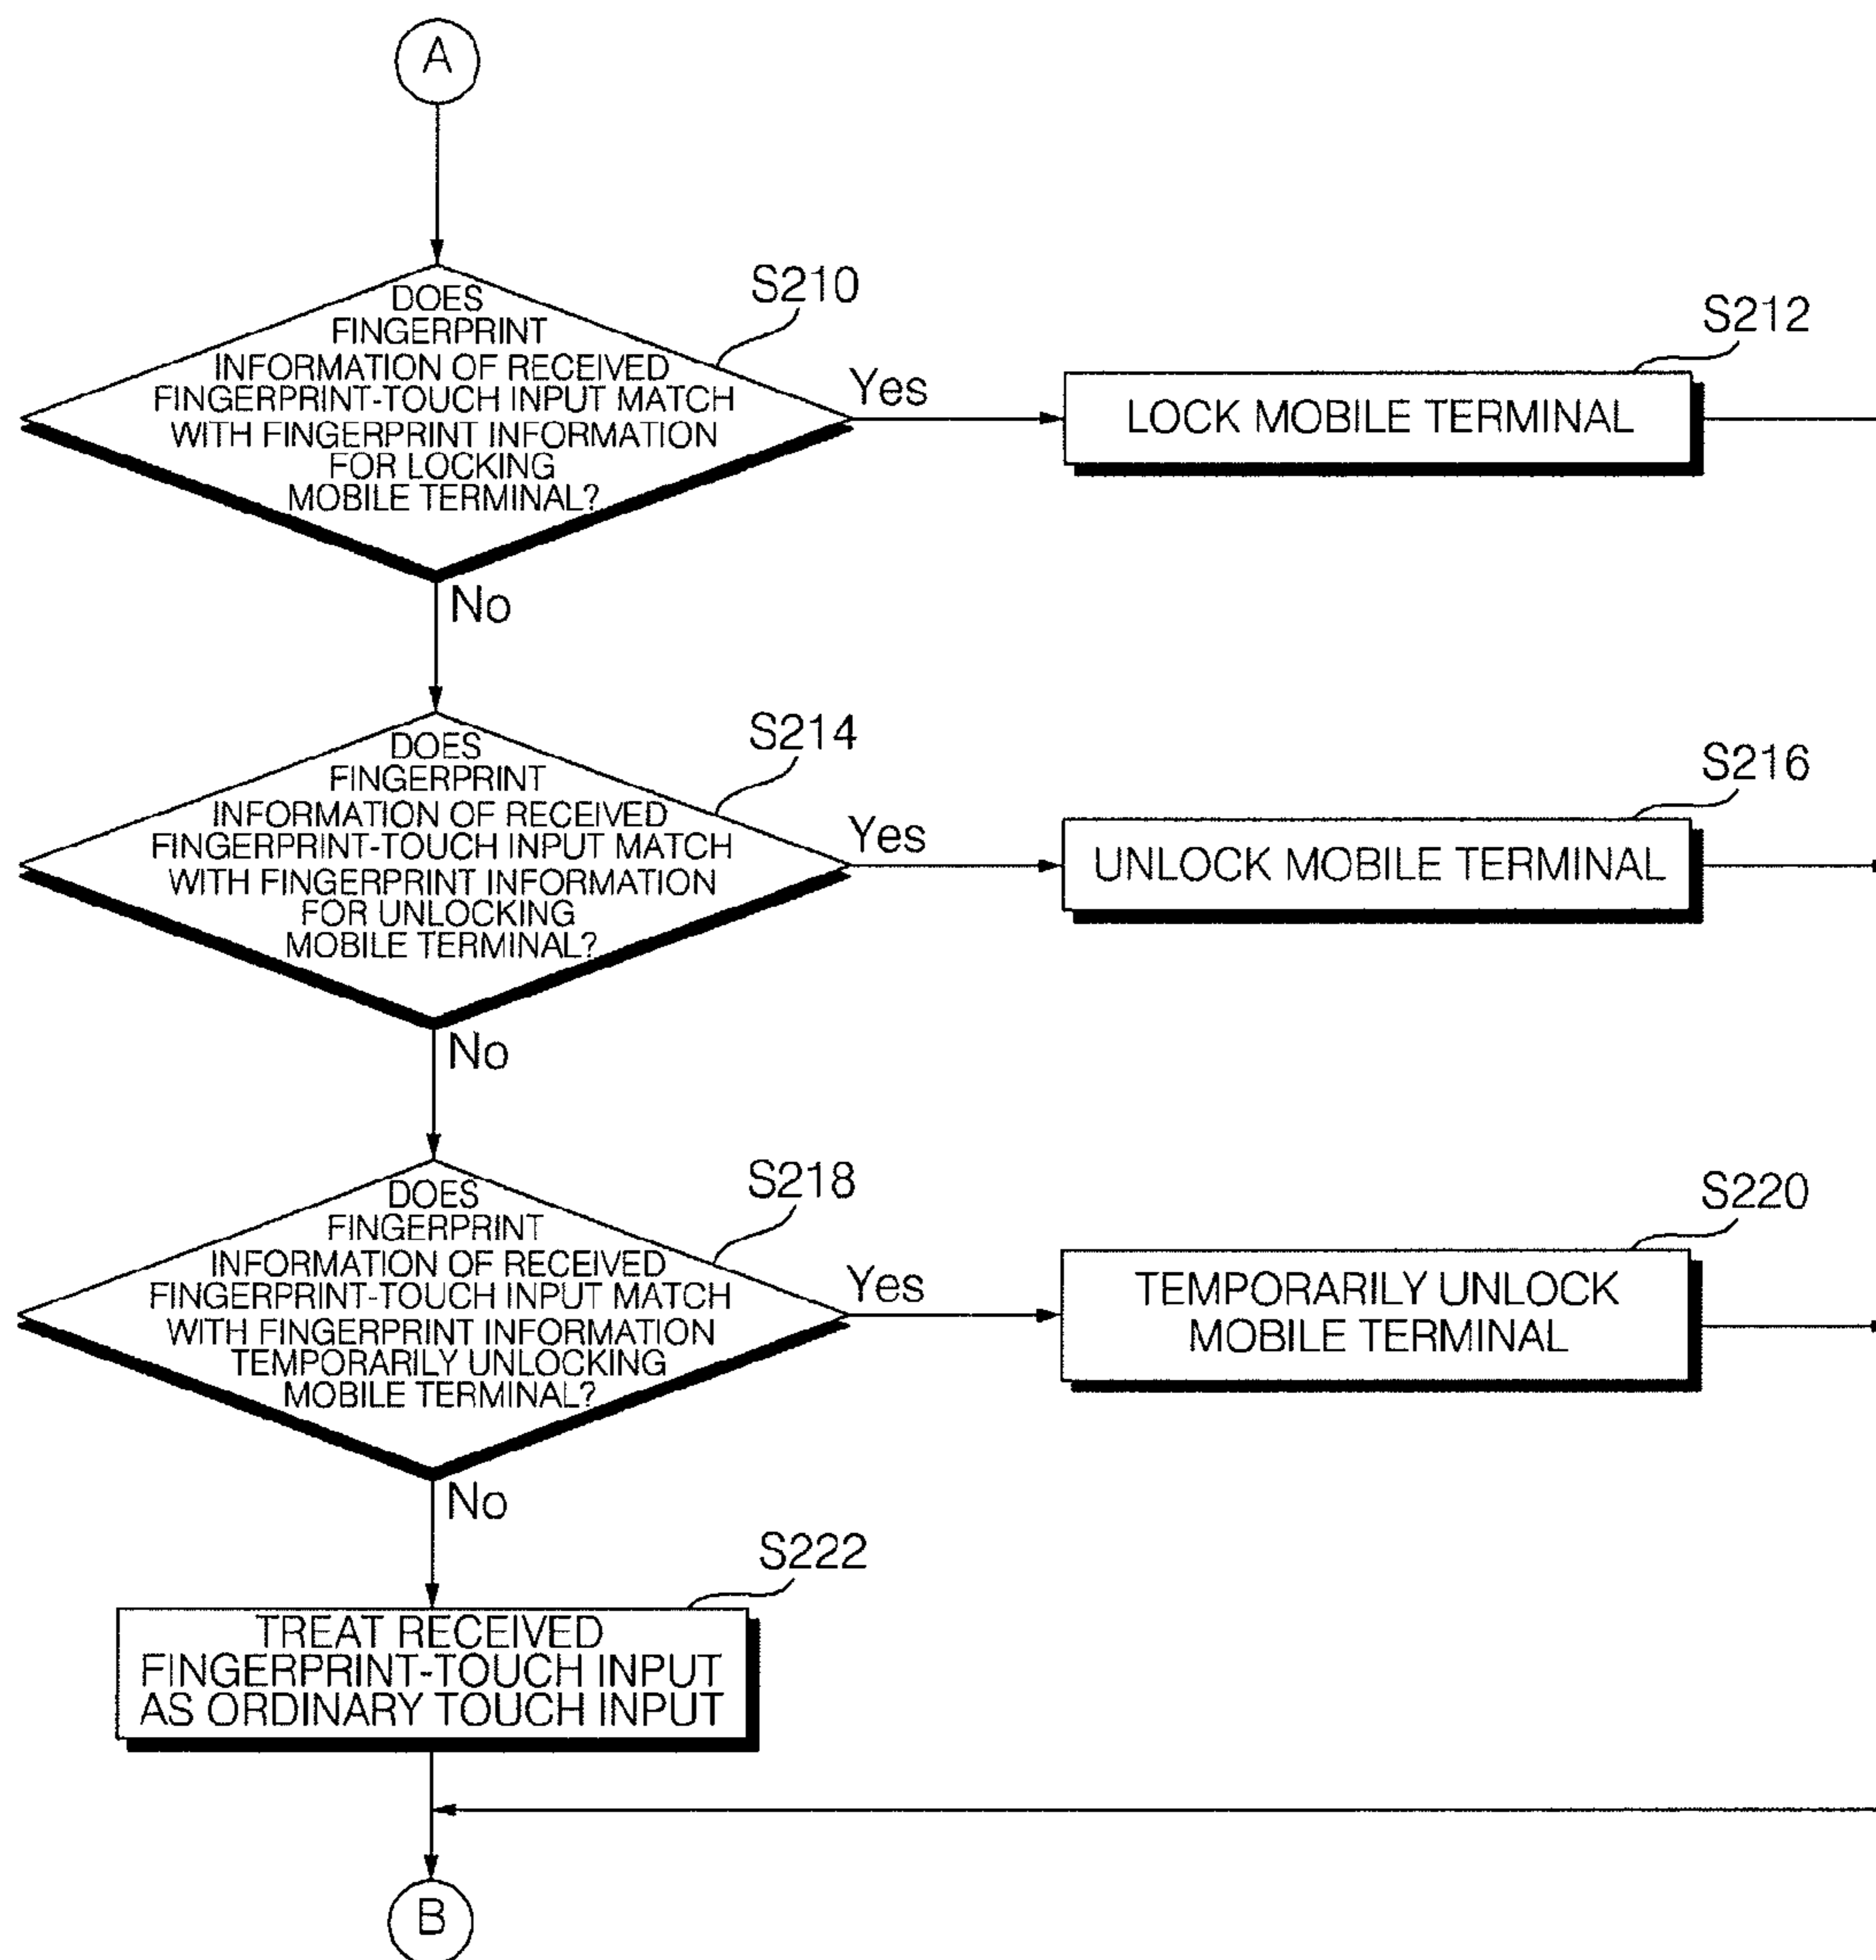 A
S210
DOES
FINGERPRINT
INFORMATION OF RECEIVED
FINGERPRINT-TOUCH INPUT MATCH
WITH FINGERPRINT INFORMATION
FOR LOCKING
MOBILE TERMINAL?
Yes
S212
LOCK MOBILE TERMINAL
No
S214
DOES
FINGERPRINT
INFORMATION OF RECEIVED
FINGERPRINT-TOUCH INPUT MATCH
WITH FINGERPRINT INFORMATION
FOR UNLOCKING
MOBILE TERMINAL?
Yes
S216
UNLOCK MOBILE TERMINAL
No
S218
DOES
FINGERPRINT
INFORMATION OF RECEIVED
FINGERPRINT-TOUCH INPUT MATCH
WITH FINGERPRINT INFORMATION
TEMPORARILY UNLOCKING
MOBILE TERMINAL?
Yes
S220
TEMPORARILY UNLOCK
MOBILE TERMINAL
No
S222
TREAT RECEIVED
FINGERPRINT-TOUCH INPUT
AS ORDINARY TOUCH INPUT
B